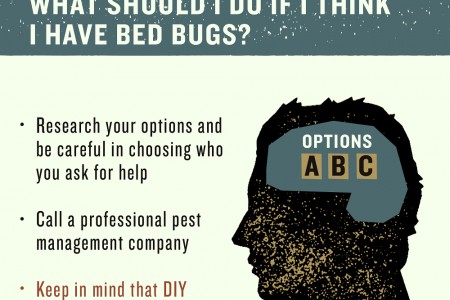 WHAT SHOULD I DO IF I THINK
I HAVE BED BUGS?
• Research your options and
be careful in choosing who
you ask for help
OPTIONS
A B C
• Call a professional pest
management company
• Keep in mind that DIY